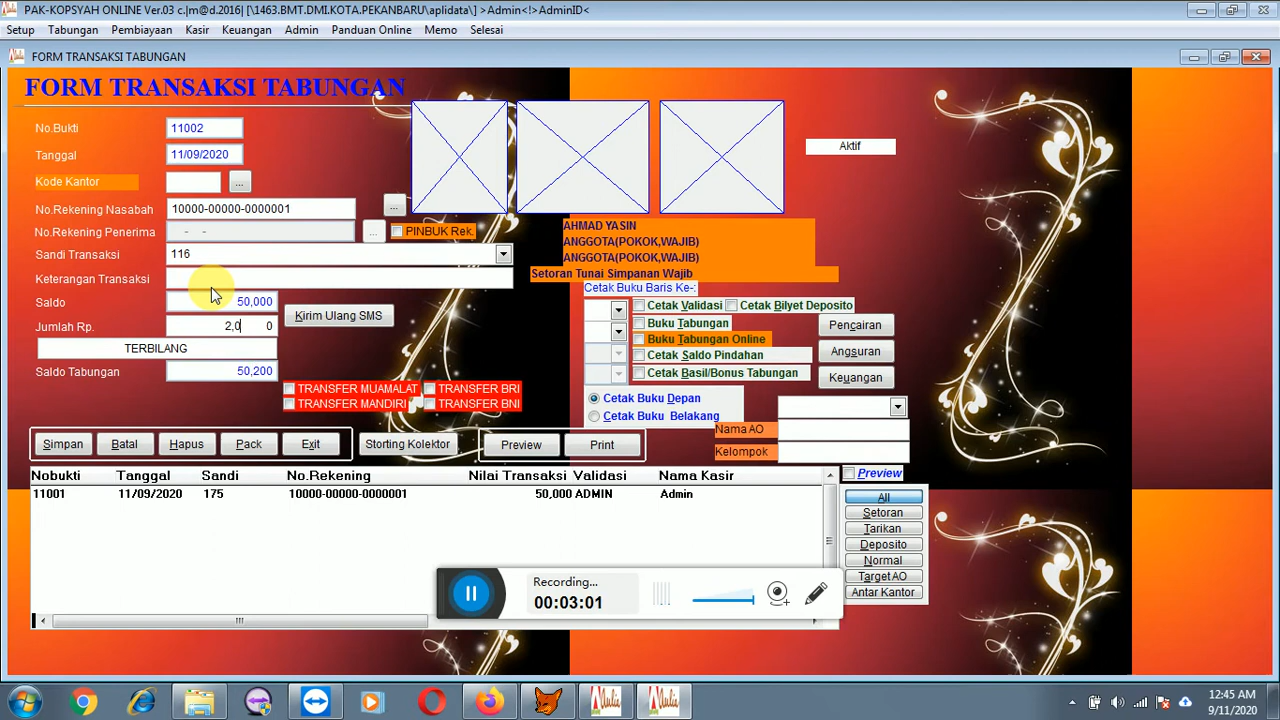 PAK-KOPSYAH ONLINE Ver.03 c.|m@d.2016| [\1463.BMT.DMI.KOTA.PEKANBARU\aplidata\] >Admin<!>AdminID<
Setup Tabungan Pembiayaan Kasir Keuangan Admin Panduan Online Memo Selesai
FORM TRANSAKSI TABUNGAN
FORM TRANSAKSI TABUNGAN
No.Bukti 11002
Tanggal 11/09/2020
Aktif
Kode Kantor ...
No.Rekening Nasabah 10000-00000-0000001 ...
No.Rekening Penerima - - ... PINBUK Rek.
AHMAD YASIN
ANGGOTA(POKOK,WAJIB)
ANGGOTA(POKOK,WAJIB)
Sandi Transaksi 116
Setoran Tunai Simpanan Wajib
Keterangan Transaksi
Cetak Buku Baris Ke-:
Saldo 50,000
Kirim Ulang SMS
Cetak Validasi Cetak Bilyet Deposito
Jumlah Rp. 2,0 0
Buku Tabungan
Pencairan
Buku Tabungan Online
TERBILANG
Cetak Saldo Pindahan
Angsuran
Saldo Tabungan 50,200
Cetak Basil/Bonus Tabungan
Keuangan
TRANSFER MUAMALAT TRANSFER BRI
TRANSFER MANDIRI TRANSFER BNI
Cetak Buku Depan
Cetak Buku Belakang
Nama AO
Kelompok
Simpan Batal Hapus Pack Exit Storting Kolektor Preview Print
Nobukti Tanggal Sandi No.Rekening Nilai Transaksi Validasi Nama Kasir
11001 11/09/2020 175 10000-00000-0000001 50,000 ADMIN Admin
Preview
All
Setoran
Tarikan
Deposito
Normal
Target AO
Antar Kantor
Recording...
00:03:01
12:45 AM
9/11/2020